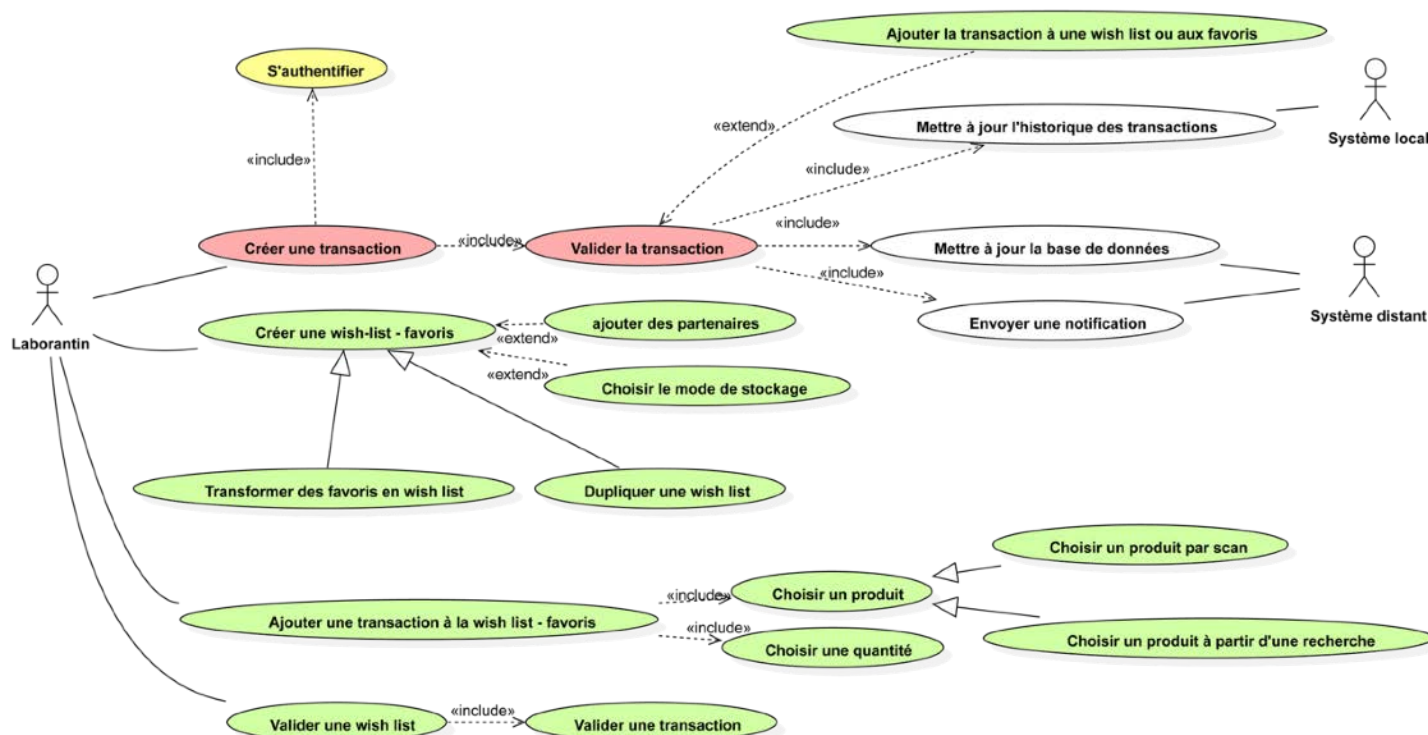 Ajouter la transaction à une wish list ou aux favoris
S'authentifier
«extend»
Mettre à jour l'historique des transactions
Système local
«include»
«include»
Créer une transaction
«include»
Valider la transaction
«include»
Mettre à jour la base de données
«include»
Laborantin
Créer une wish-list - favoris
«extend»
ajouter des partenaires
Envoyer une notification
Système distant
«extend»
Choisir le mode de stockage
Transformer des favoris en wish list
Dupliquer une wish list
Choisir un produit par scan
Ajouter une transaction à la wish list - favoris
«include»
Choisir un produit
«include»
Choisir une quantité
Choisir un produit à partir d'une recherche
Valider une wish list
«include»
Valider une transaction